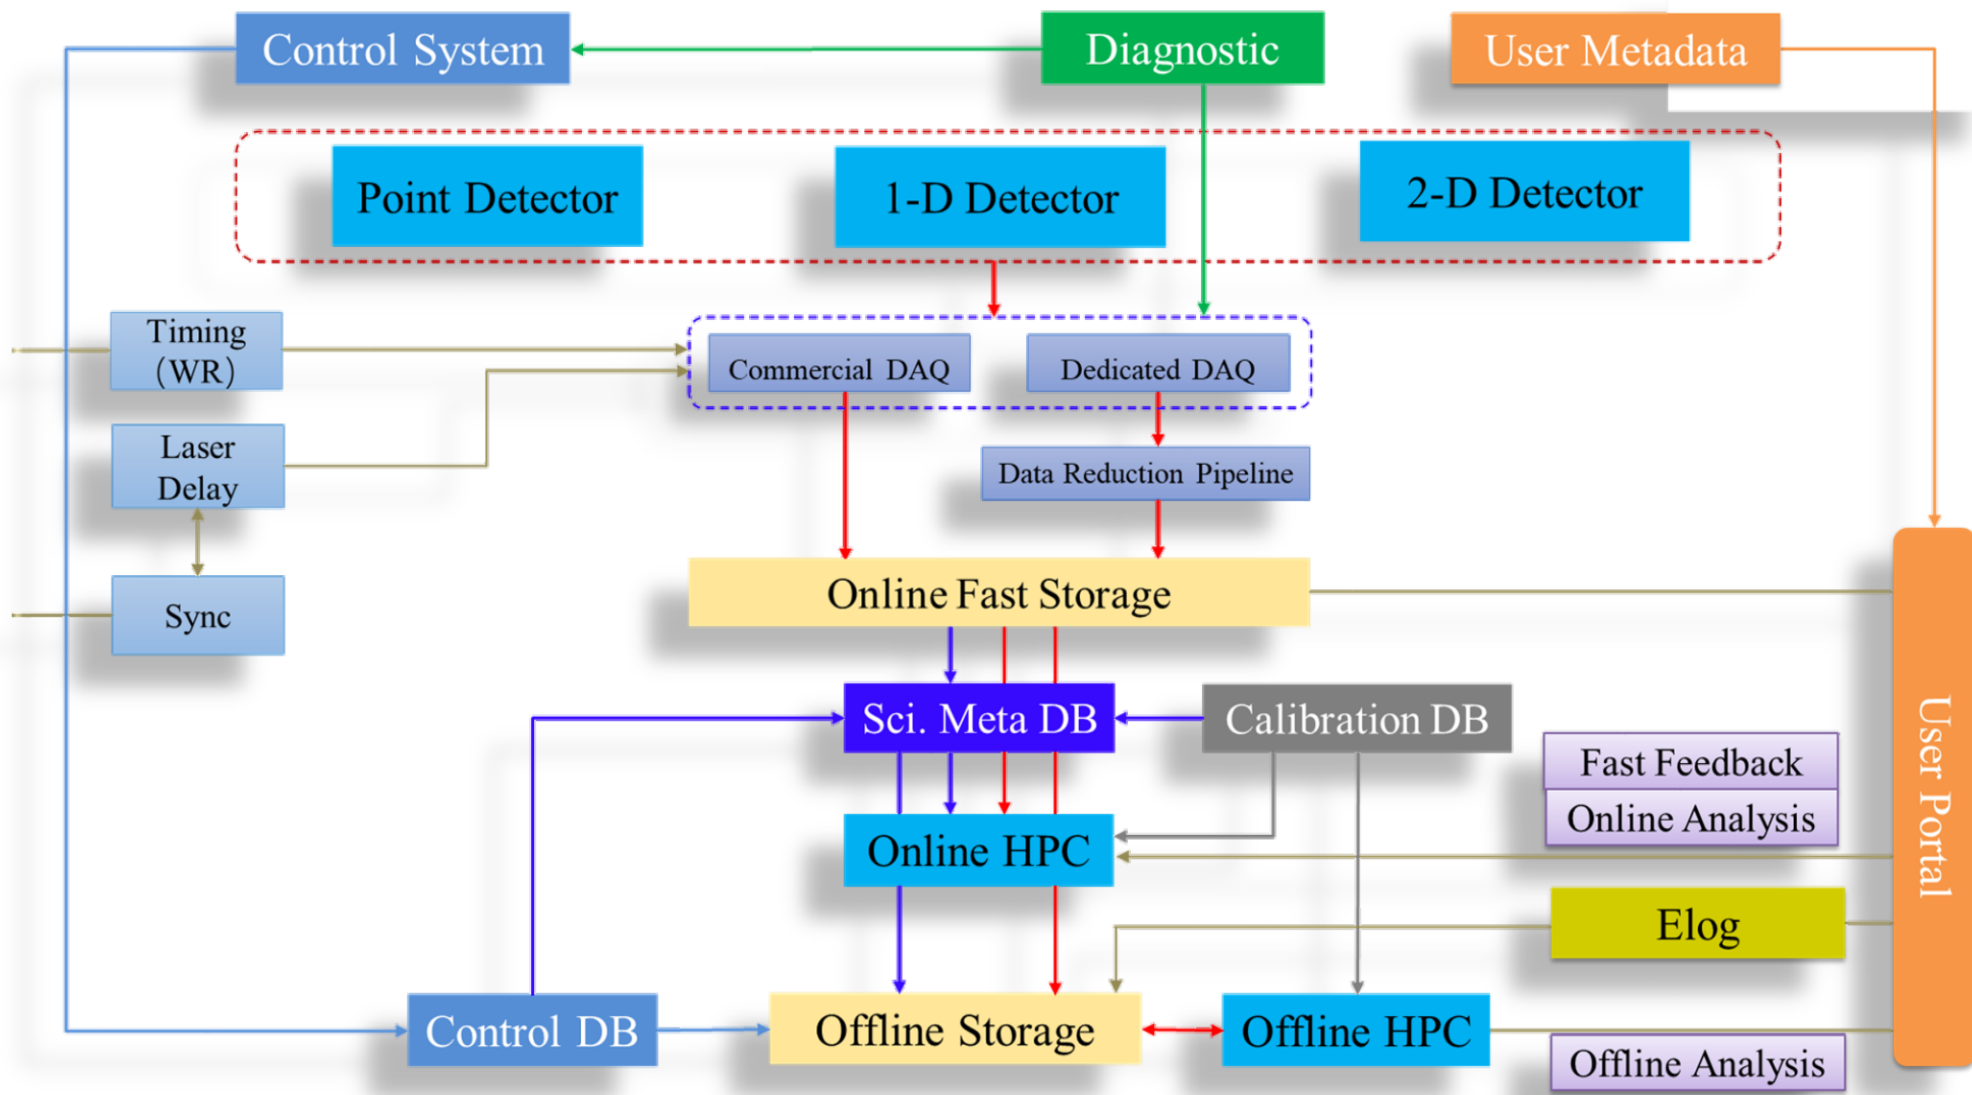 Control System
Diagnostic
User Metadata
Point Detector
1-D Detector
2-D Detector
Timing
(WR)
Commercial DAQ
Dedicated DAQ
Laser
Delay
Data Reduction Pipeline
Sync
Online Fast Storage
Sci. Meta DB
Calibration DB
Fast Feedback
Online Analysis
User Portal
Online HPC
Elog
Control DB
Offline Storage
Offline HPC
Offline Analysis